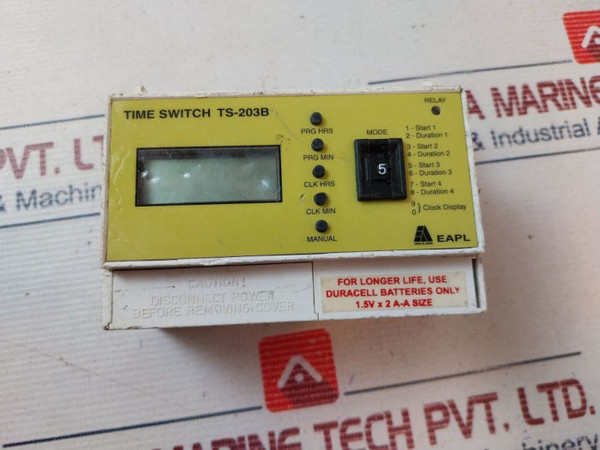 A MARINE
PVT. LT
& Industrial A
& Machin
TIME SWITCH TS-203B
RELAY
PRG HRS
PRG MIN
CLK HRS
CLK MIN
MANUAL
MODE
5
1 - Start 1
2 - Duration 1
3 - Start 2
4 - Duration 2
5 - Start 3
6 - Duration 3
7 - Start 4
8 - Duration 4
9
0 } Clock Display
EAPL
CAUTION!
DISCONNECT POWER
BEFORE REMOVING COVER
FOR LONGER LIFE, USE
DURACELL BATTERIES ONLY
1.5V x 2 A-A SIZE
MARINE TECH PVT. LTD.